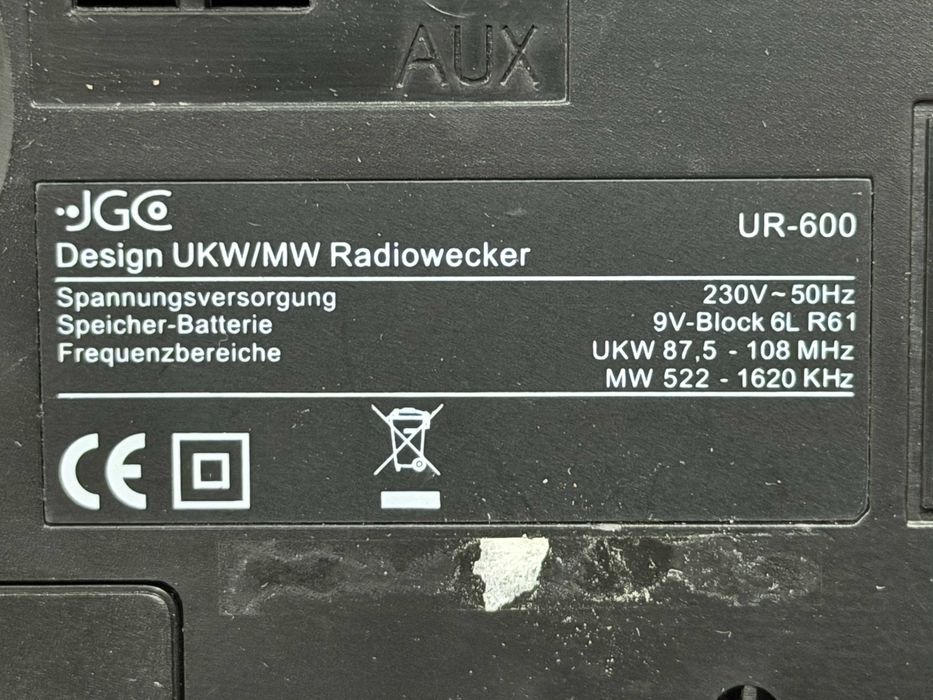 AUX
JGC
UR-600
Design UKW/MW Radiowecker
Spannungsversorgung 230V~50Hz
Speicher-Batterie 9V-Block 6L R61
Frequenzbereiche UKW 87,5 - 108 MHz
MW 522 - 1620 KHz
CE